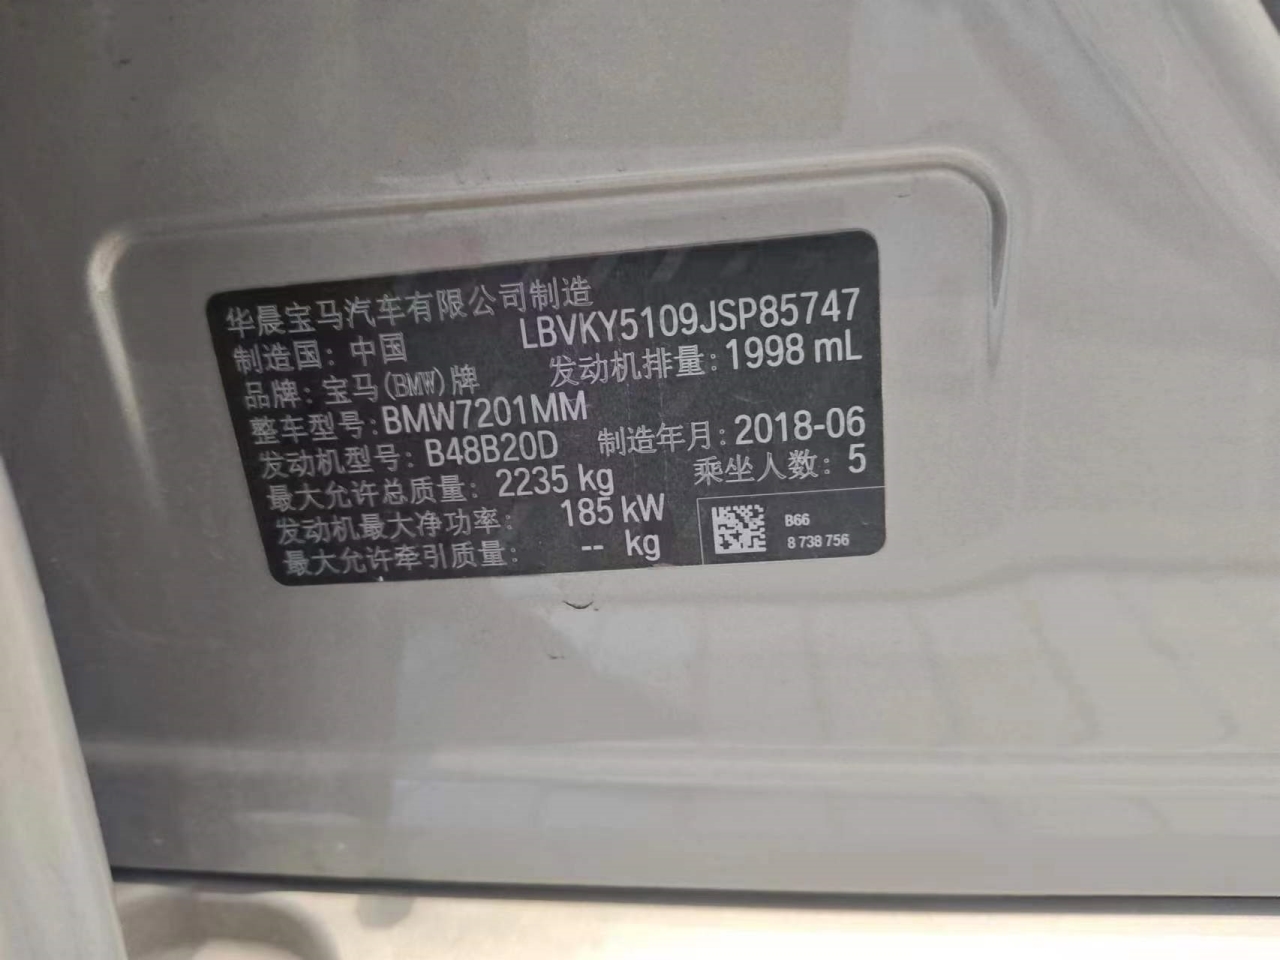 华晨宝马汽车有限公司制造
制造国：中国 LBVKY5109JSP85747
品牌：宝马(BMW)牌 发动机排量：1998 mL
整车型号：BMW7201MM
发动机型号：B48B20D 制造年月：2018-06
最大允许总质量：2235 kg 乘坐人数：5
发动机最大净功率：185 kW
最大允许牵引质量：-- kg
B66
8 738 756